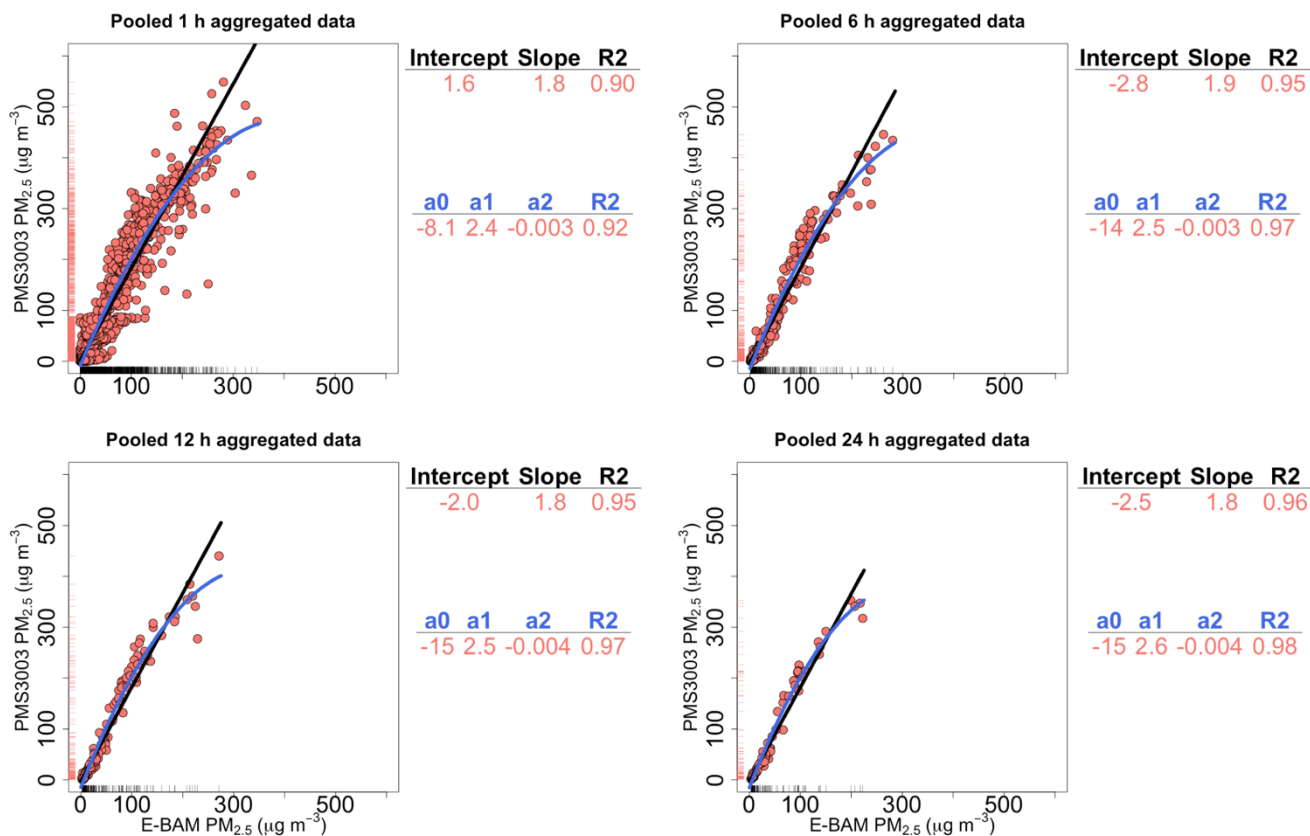 Pooled 1 h aggregated data
PMS3003 PM2.5 (µg m−3)
500
300
100
0
0 100 300 500
Intercept Slope R2
1.6 1.8 0.90
a0 a1 a2 R2
-8.1 2.4 -0.003 0.92
Pooled 6 h aggregated data
PMS3003 PM2.5 (µg m−3)
500
300
100
0
0 100 300 500
Intercept Slope R2
-2.8 1.9 0.95
a0 a1 a2 R2
-14 2.5 -0.003 0.97
Pooled 12 h aggregated data
PMS3003 PM2.5 (µg m−3)
500
300
100
0
0 100 300 500
E-BAM PM2.5 (µg m−3)
Intercept Slope R2
-2.0 1.8 0.95
a0 a1 a2 R2
-15 2.5 -0.004 0.97
Pooled 24 h aggregated data
PMS3003 PM2.5 (µg m−3)
500
300
100
0
0 100 300 500
E-BAM PM2.5 (µg m−3)
Intercept Slope R2
-2.5 1.8 0.96
a0 a1 a2 R2
-15 2.6 -0.004 0.98